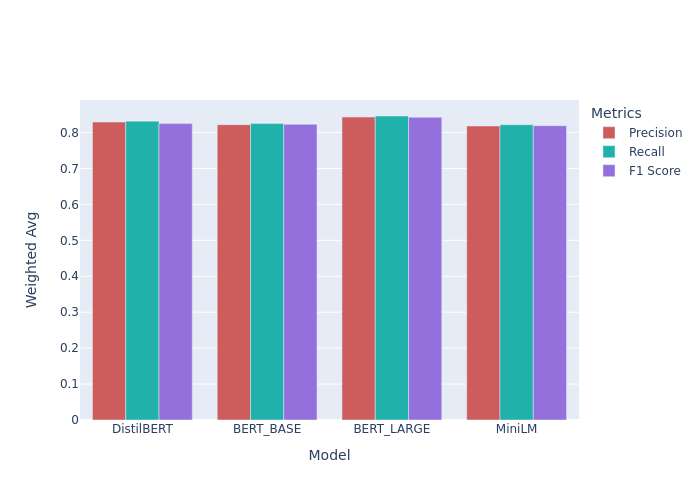 Metrics
Precision
Recall
F1 Score
Weighted Avg
0.8
0.7
0.6
0.5
0.4
0.3
0.2
0.1
0
DistilBERT BERT_BASE BERT_LARGE MiniLM
Model